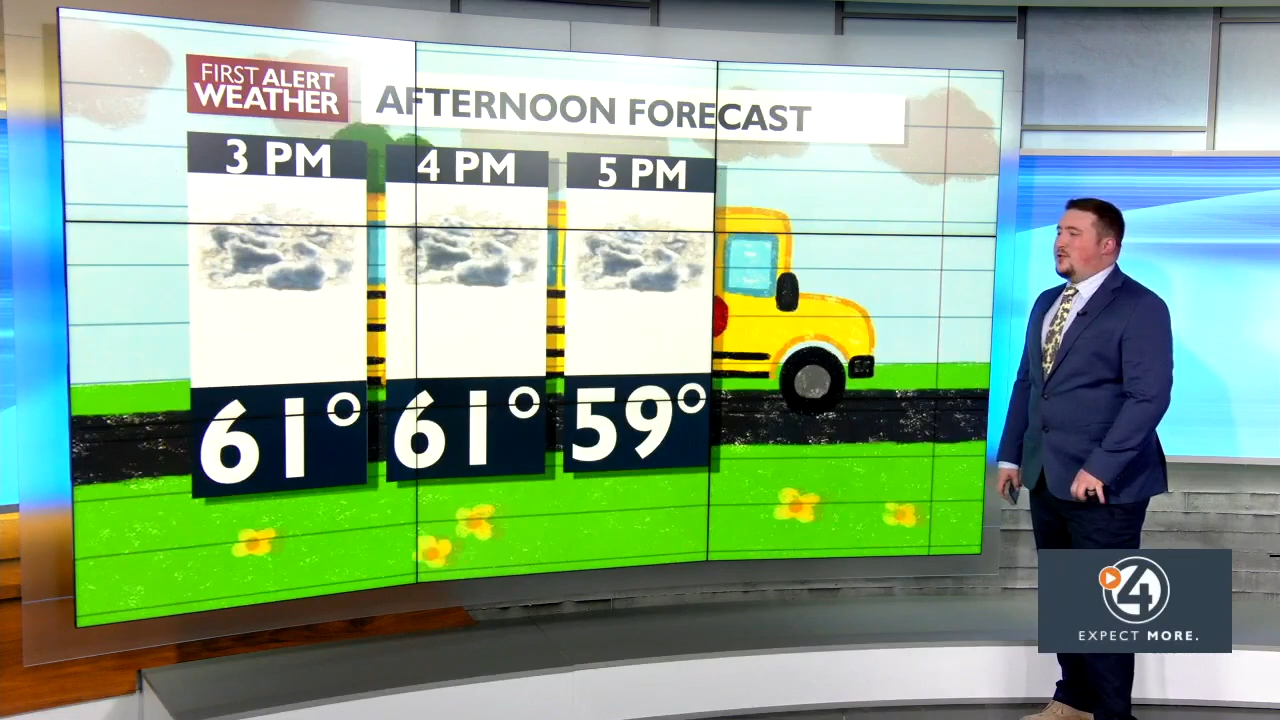 FIRST ALERT
WEATHER
AFTERNOON FORECAST
3 PM
4 PM
5 PM
61°
61°
59°
4
EXPECT MORE.